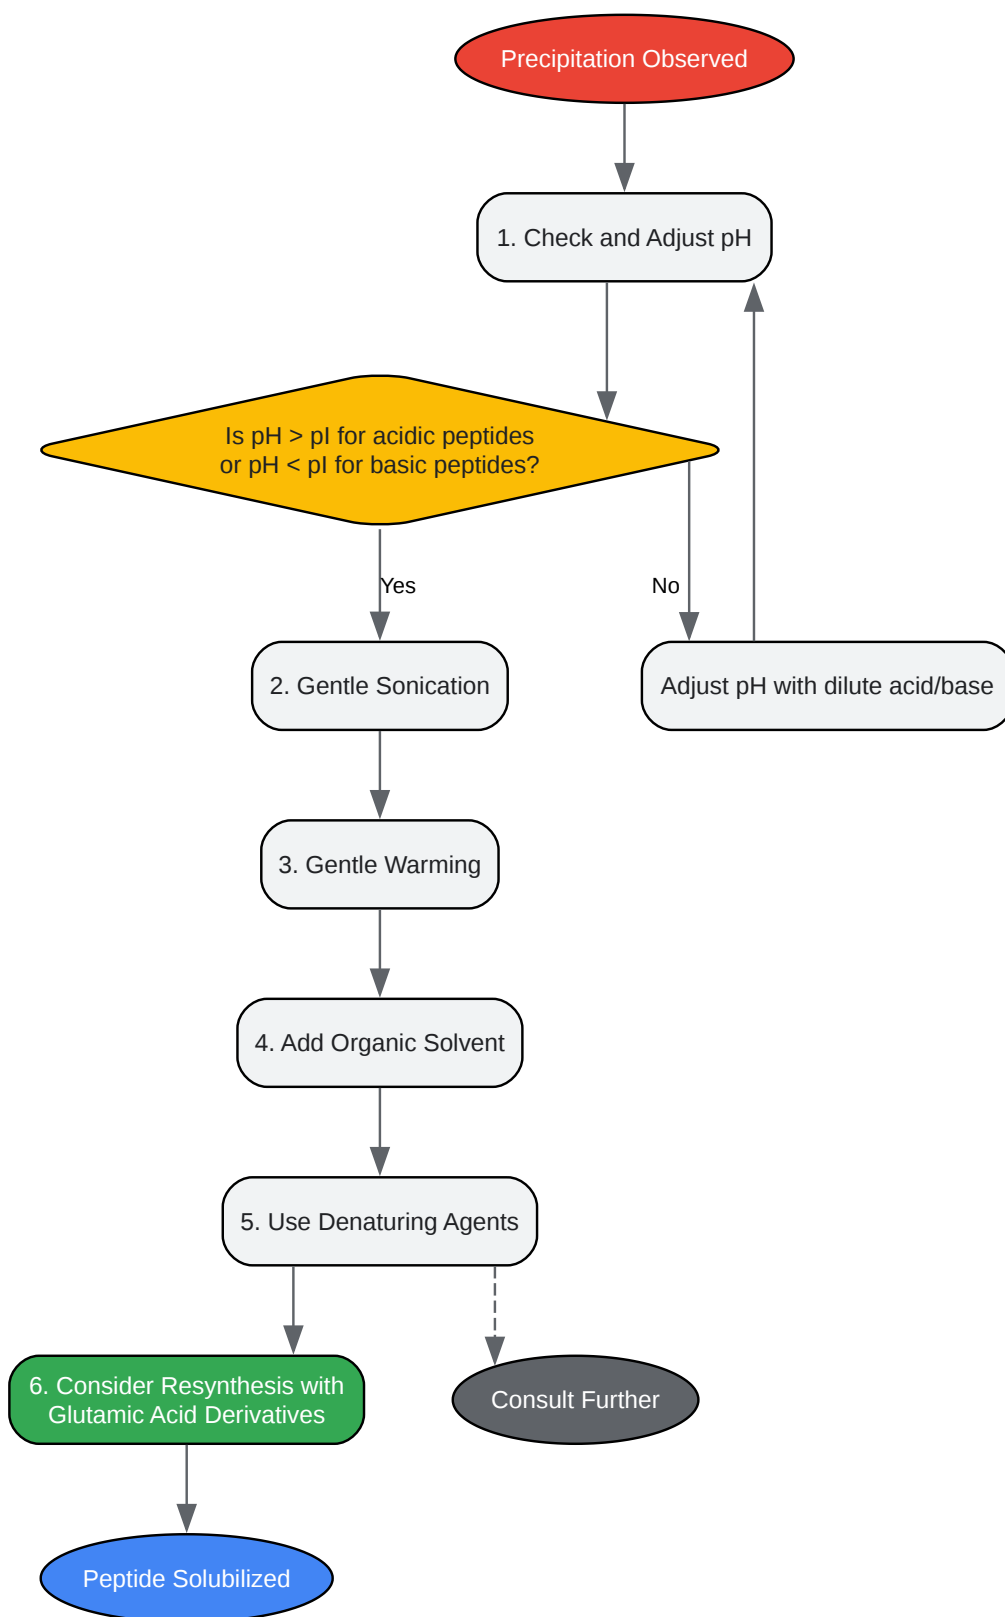 Precipitation Observed
1. Check and Adjust pH
Is pH > pI for acidic peptides
or pH < pI for basic peptides?
Yes
No
2. Gentle Sonication
Adjust pH with dilute acid/base
3. Gentle Warming
4. Add Organic Solvent
5. Use Denaturing Agents
6. Consider Resynthesis with
Glutamic Acid Derivatives
Consult Further
Peptide Solubilized